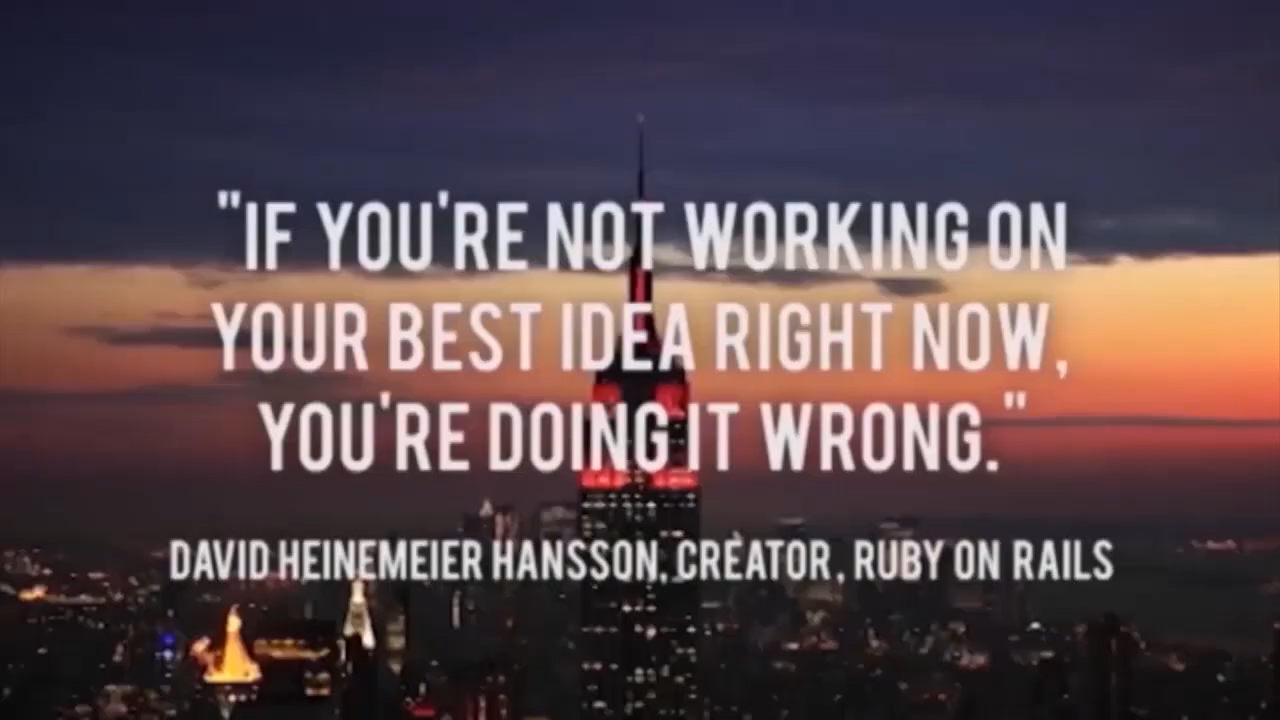 "IF YOU'RE NOT WORKING ON
YOUR BEST IDEA RIGHT NOW,
YOU'RE DOING IT WRONG."
DAVID HEINEMEIER HANSSON, CREATOR, RUBY ON RAILS